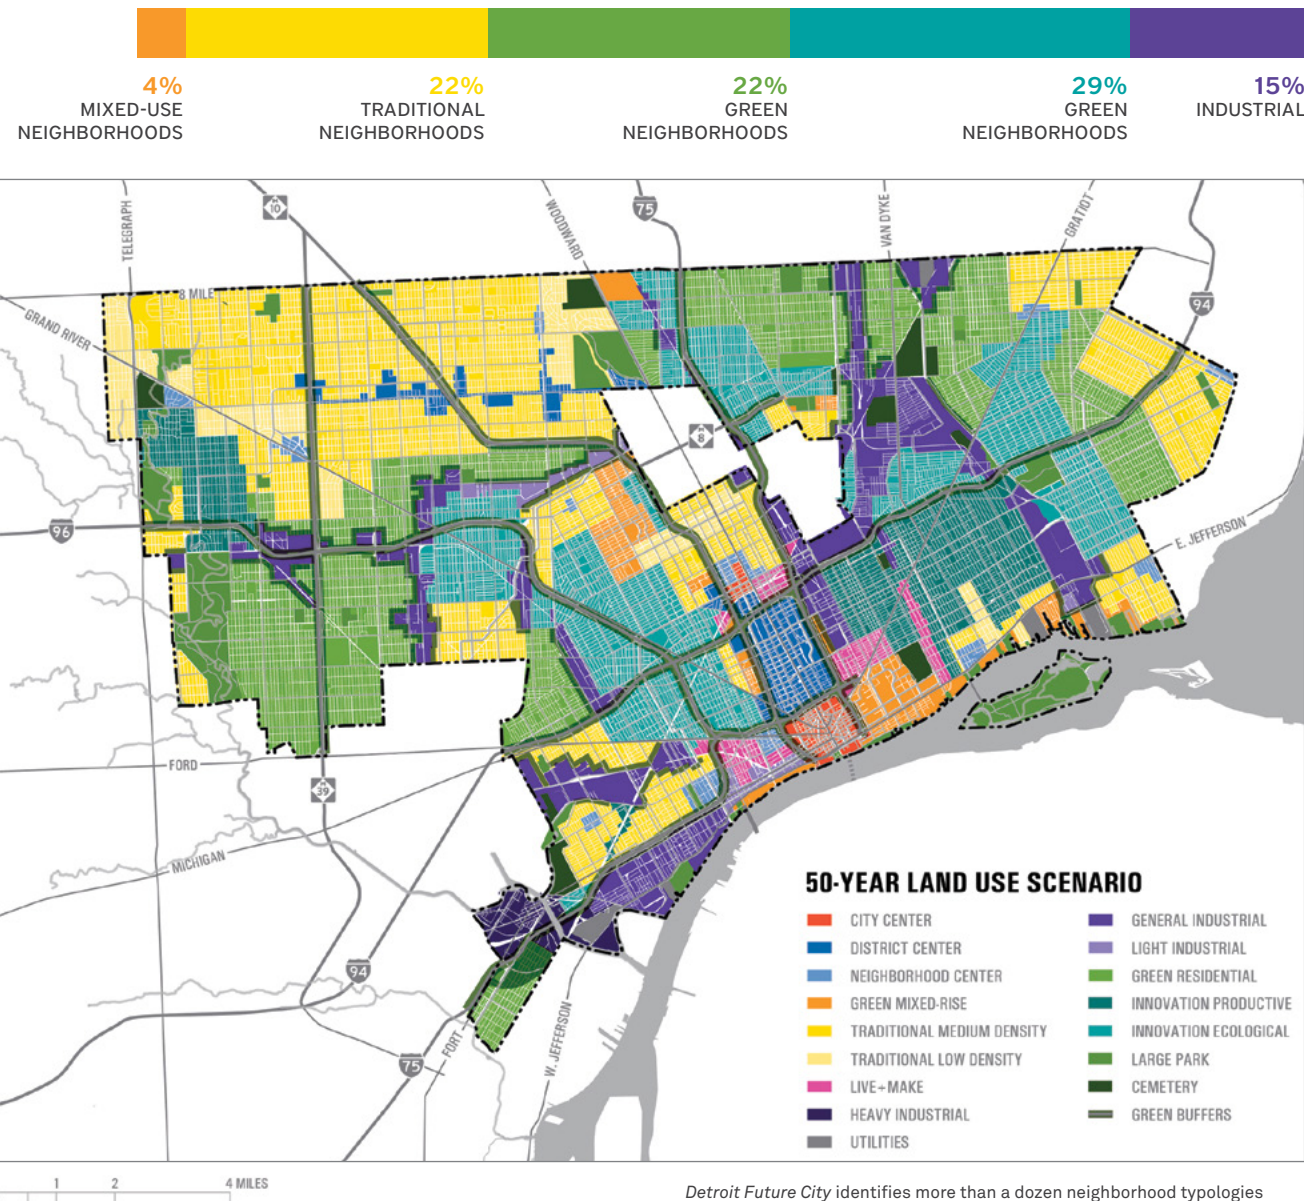 4%
MIXED-USE
NEIGHBORHOODS
22%
TRADITIONAL
NEIGHBORHOODS
22%
GREEN
NEIGHBORHOODS
29%
GREEN
NEIGHBORHOODS
15%
INDUSTRIAL
TELEGRAPH
M
10
WOODWARD
75
VAN DYKE
GRATIOT
94
8 MILE
GRAND RIVER
M
8
96
E. JEFFERSON
FORD
M
39
MICHIGAN
94
75
FORT
W. JEFFERSON
50-YEAR LAND USE SCENARIO
CITY CENTER
DISTRICT CENTER
NEIGHBORHOOD CENTER
GREEN MIXED-RISE
TRADITIONAL MEDIUM DENSITY
TRADITIONAL LOW DENSITY
LIVE+MAKE
HEAVY INDUSTRIAL
UTILITIES
GENERAL INDUSTRIAL
LIGHT INDUSTRIAL
GREEN RESIDENTIAL
INNOVATION PRODUCTIVE
INNOVATION ECOLOGICAL
LARGE PARK
CEMETERY
GREEN BUFFERS
1 2 4 MILES
Detroit Future City identifies more than a dozen neighborhood typologies